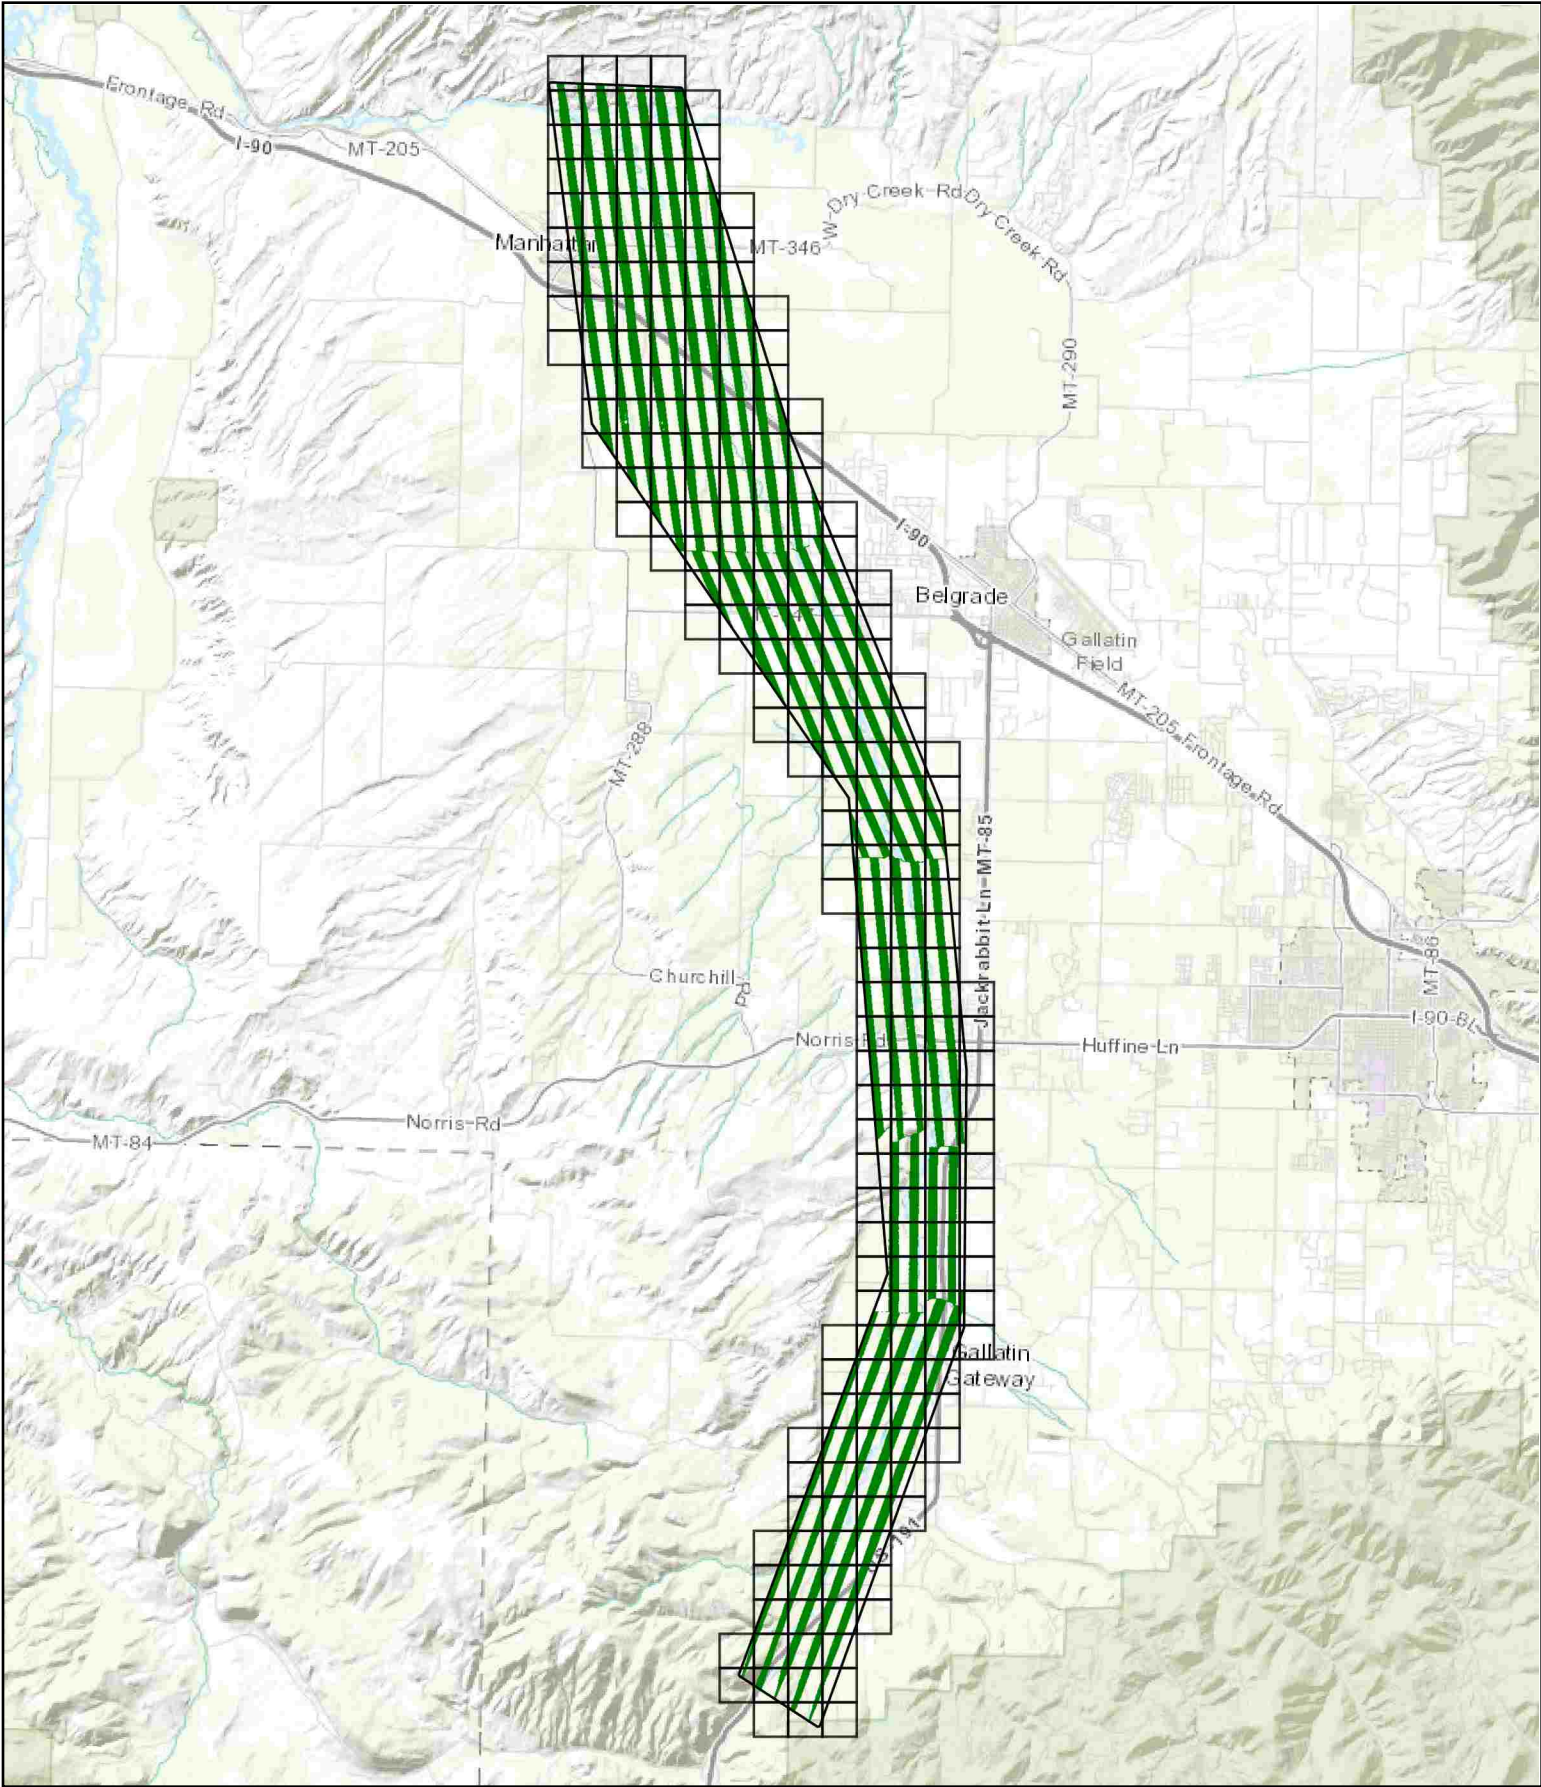 Frontage Rd
I-90
MT-205
W Dry Creek Rd
Dry Creek Rd
Manhattan
MT-346
MT-290
I-90
Belgrade
Gallatin
Field
MT-205
Frontage Rd
MT-288
Jackrabbit Ln
MT-85
Churchill Rd
MT-86
I-90-BL
Norris Rd
Huffine Ln
Norris Rd
MT-84
Gallatin
Gateway
US-191